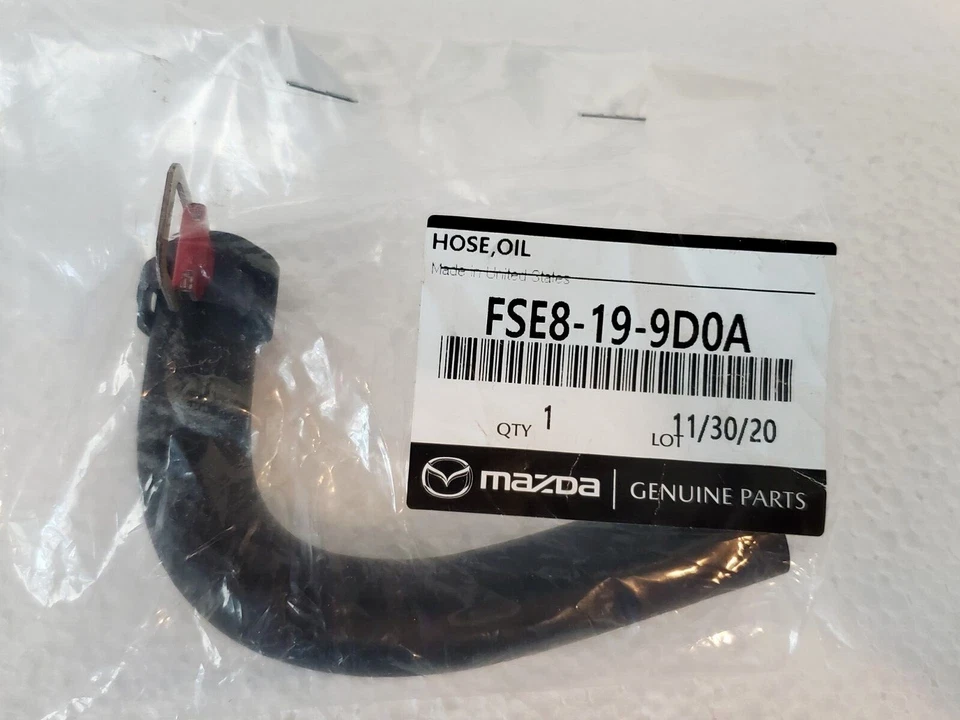 HOSE,OIL
Made in United States
FSE8-19-9D0A
QTY 1 LOT 11/30/20
mazda GENUINE PARTS